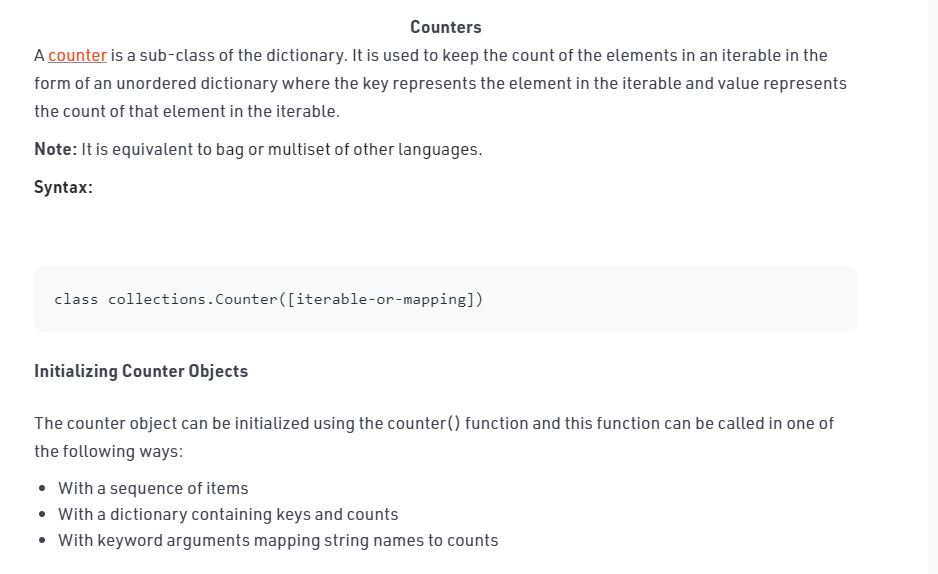 Counters
A counter is a sub-class of the dictionary. It is used to keep the count of the elements in an iterable in the
form of an unordered dictionary where the key represents the element in the iterable and value represents
the count of that element in the iterable.
Note: It is equivalent to bag or multiset of other languages.
Syntax:
class collections.Counter([iterable-or-mapping])
Initializing Counter Objects
The counter object can be initialized using the counter() function and this function can be called in one of
the following ways:
• With a sequence of items
• With a dictionary containing keys and counts
• With keyword arguments mapping string names to counts